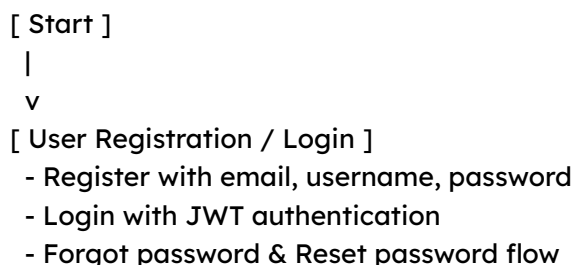 [ Start ]
|
v
[ User Registration / Login ]
- Register with email, username, password
- Login with JWT authentication
- Forgot password & Reset password flow